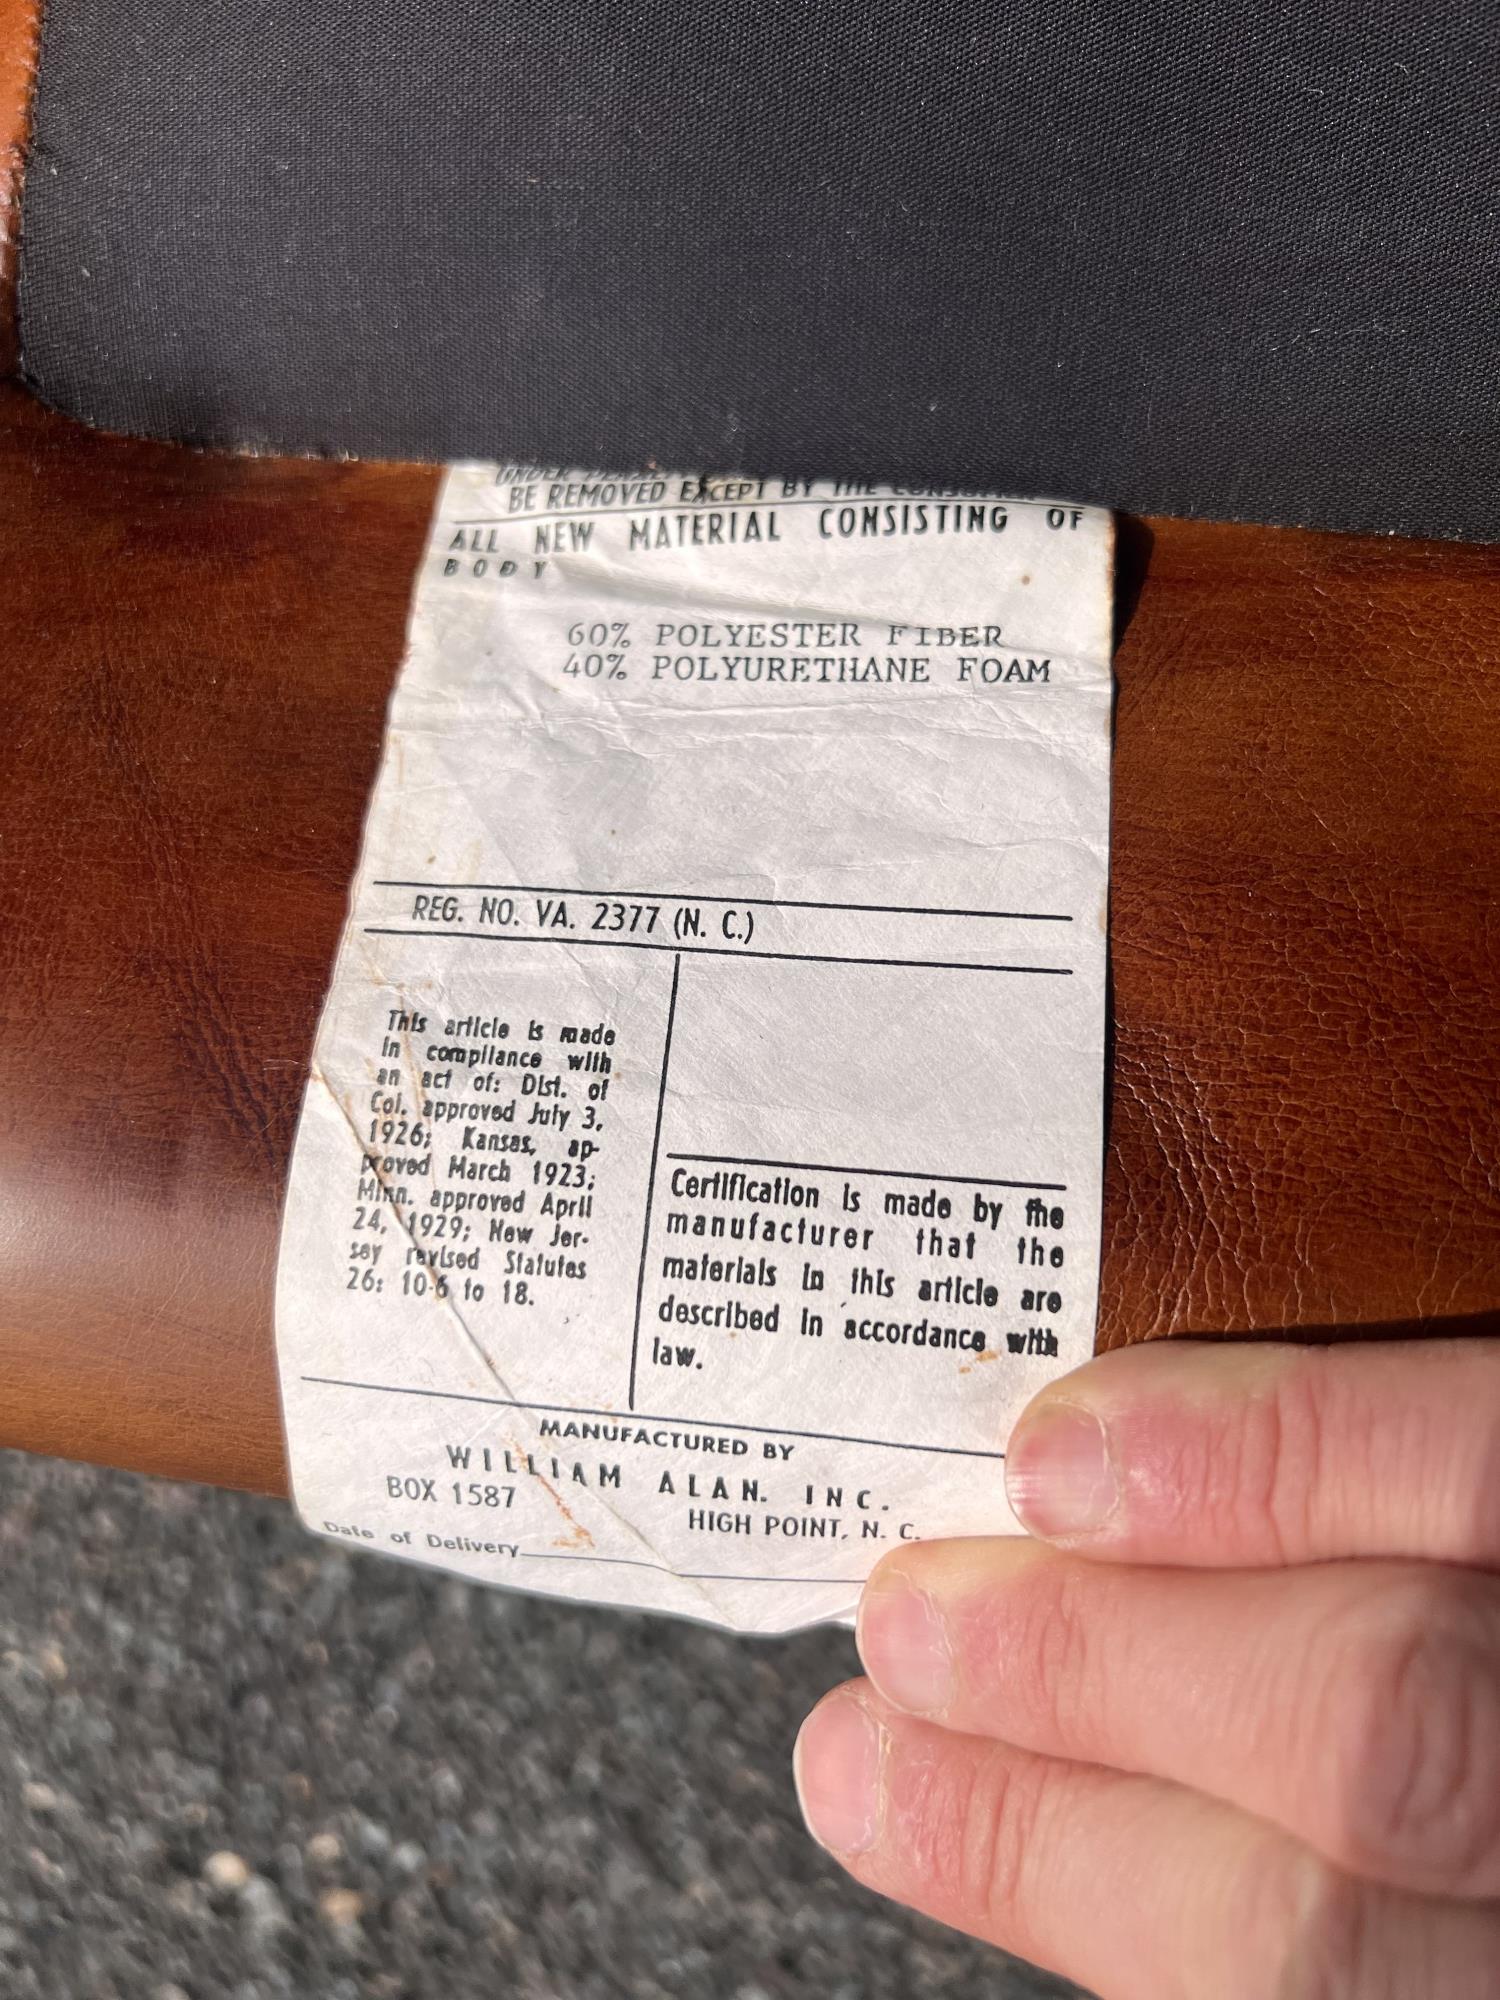 UNDER PENALTY
BE REMOVED EXCEPT BY THE CONSUMER
ALL NEW MATERIAL CONSISTING OF
BODY
60% POLYESTER FIBER
40% POLYURETHANE FOAM
REG. NO. VA. 2377 (N. C.)
This article is made
in compliance with
an act of: Dist. of
Col. approved July 3,
1926; Kansas, ap-
proved March 1923;
Minn. approved April
24, 1929; New Jer-
sey revised Statutes
26: 10-6 to 18.
Certification is made by the
manufacturer that the
materials in this article are
described in accordance with
law.
MANUFACTURED BY
WILLIAM ALAN. INC.
BOX 1587
HIGH POINT, N. C.
Date of Delivery